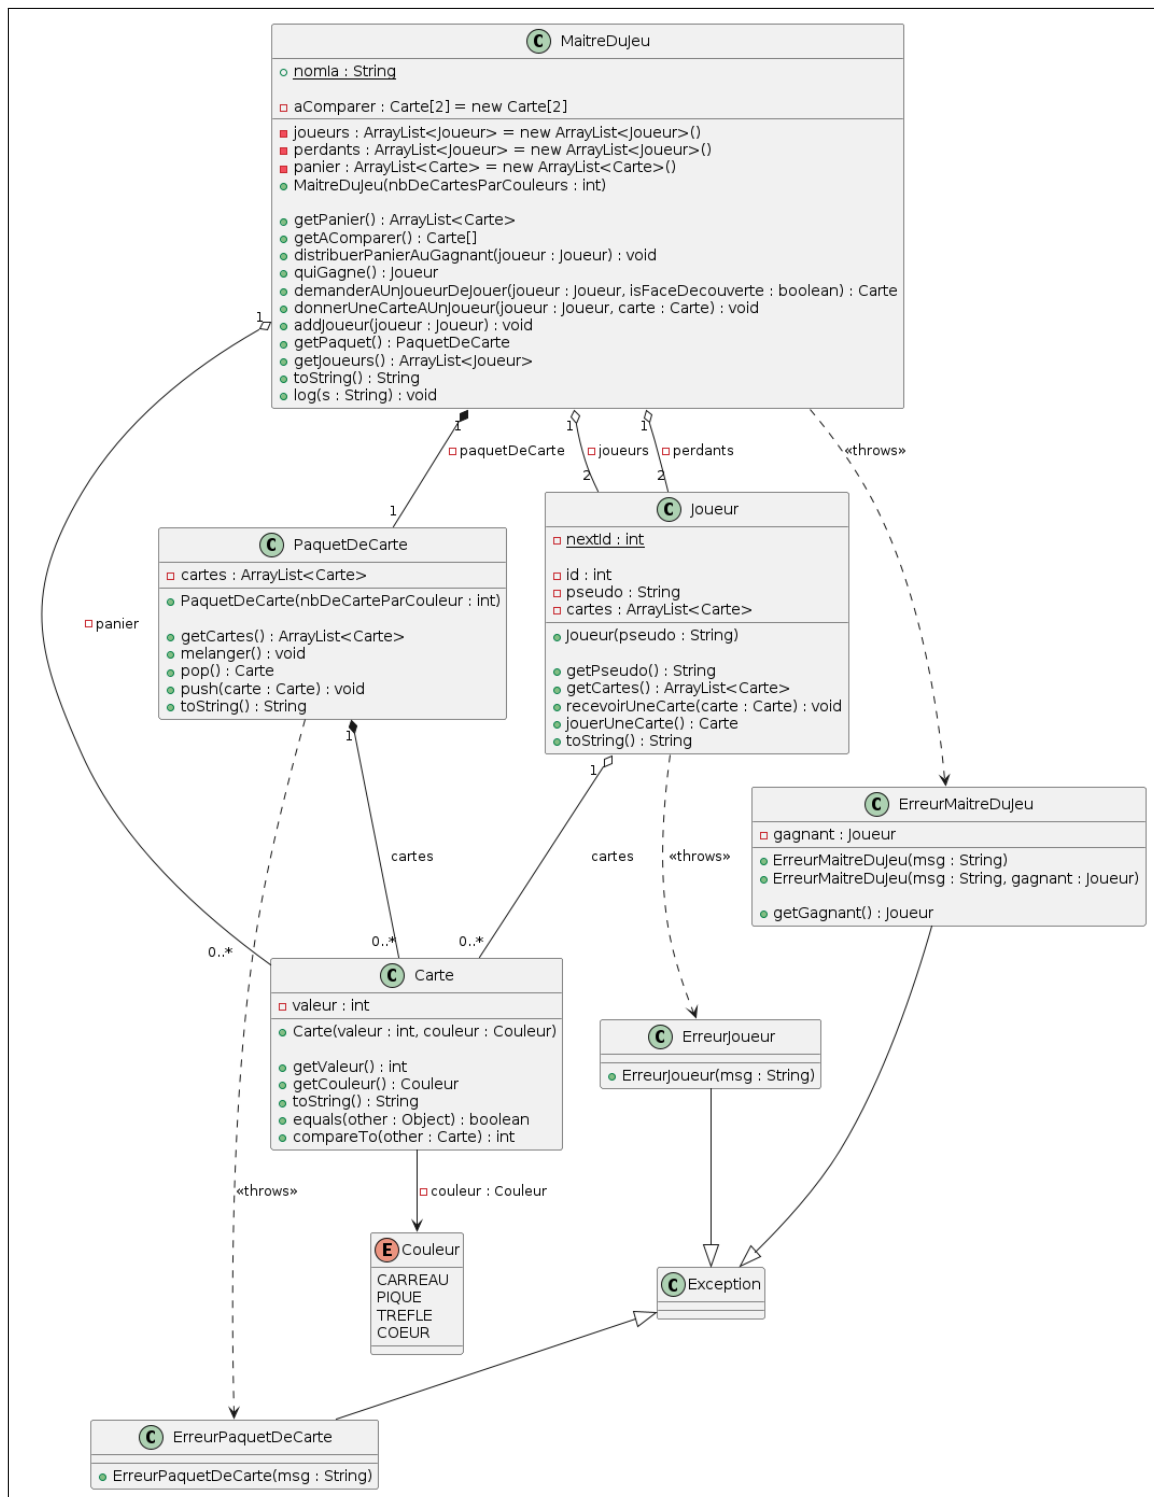 C MaitreDuJeu
nomIa : String
aComparer : Carte[2] = new Carte[2]
joueurs : ArrayList<Joueur> = new ArrayList<Joueur>()
perdants : ArrayList<Joueur> = new ArrayList<Joueur>()
panier : ArrayList<Carte> = new ArrayList<Carte>()
MaitreDuJeu(nbDeCartesParCouleurs : int)
getPanier() : ArrayList<Carte>
getAComparer() : Carte[]
distribuerPanierAuGagnant(joueur : Joueur) : void
quiGagne() : Joueur
demanderAUnJoueurDeJouer(joueur : Joueur, isFaceDecouverte : boolean) : Carte
donnerUneCarteAUnJoueur(joueur : Joueur, carte : Carte) : void
addJoueur(joueur : Joueur) : void
getPaquet() : PaquetDeCarte
getJoueurs() : ArrayList<Joueur>
toString() : String
log(s : String) : void
1
1
1
1
paquetDeCarte
joueurs
perdants
«throws»
1
2
2
C PaquetDeCarte
cartes : ArrayList<Carte>
PaquetDeCarte(nbDeCarteParCouleur : int)
getCartes() : ArrayList<Carte>
melanger() : void
pop() : Carte
push(carte : Carte) : void
toString() : String
C Joueur
nextId : int
id : int
pseudo : String
cartes : ArrayList<Carte>
Joueur(pseudo : String)
getPseudo() : String
getCartes() : ArrayList<Carte>
recevoirUneCarte(carte : Carte) : void
jouerUneCarte() : Carte
toString() : String
panier
1
1
C ErreurMaitreDuJeu
gagnant : Joueur
ErreurMaitreDuJeu(msg : String)
ErreurMaitreDuJeu(msg : String, gagnant : Joueur)
getGagnant() : Joueur
cartes
cartes
«throws»
0..*
0..*
0..*
C Carte
valeur : int
Carte(valeur : int, couleur : Couleur)
getValeur() : int
getCouleur() : Couleur
toString() : String
equals(other : Object) : boolean
compareTo(other : Carte) : int
C ErreurJoueur
ErreurJoueur(msg : String)
«throws»
couleur : Couleur
E Couleur
CARREAU
PIQUE
TREFLE
COEUR
C Exception
C ErreurPaquetDeCarte
ErreurPaquetDeCarte(msg : String)